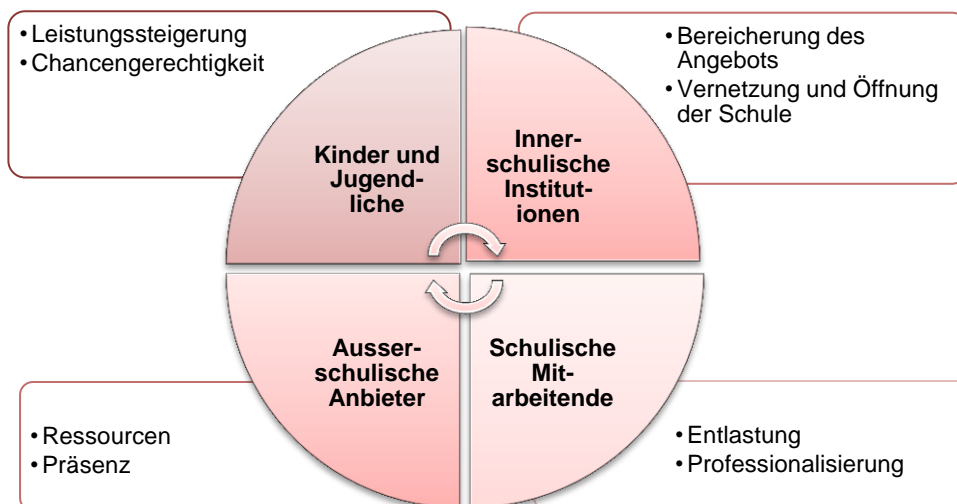 • Leistungssteigerung
• Chancengerechtigkeit
• Bereicherung des
Angebots
• Vernetzung und Öffnung
der Schule
Kinder und
Jugend-
liche
Inner-
schulische
Institut-
ionen
Ausser-
schulische
Anbieter
Schulische
Mit-
arbeitende
• Ressourcen
• Präsenz
• Entlastung
• Professionalisierung